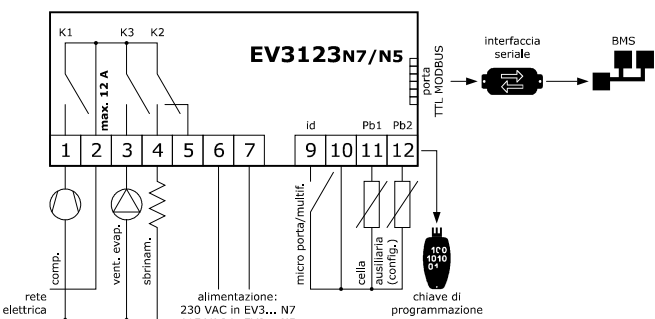 K1 K3 K2
EV3123N7/N5
max. 12 A
porta
TTL MODBUS
interfaccia
seriale
BMS
id Pb1 Pb2
1 2 3 4 5 6 7 9 10 11 12
comp.
vent. evap.
sbrinam.
micro porta/multif.
cella
ausiliaria
(config.)
100
1010
01
rete
elettrica
alimentazione:
230 VAC in EV3... N7
chiave di
programmazione